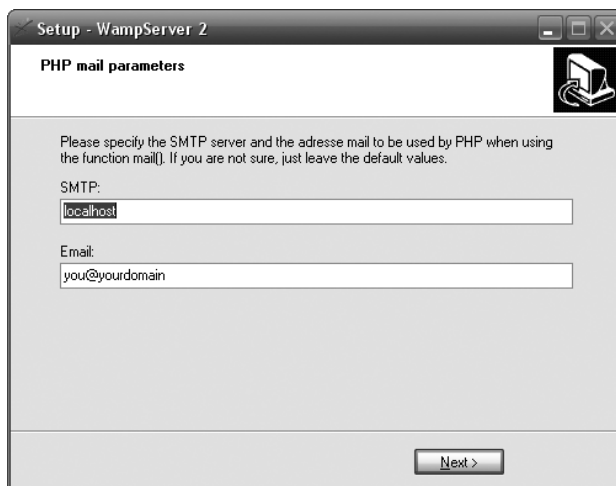 Setup - WampServer 2
PHP mail parameters
Please specify the SMTP server and the adresse mail to be used by PHP when using
the function mail(). If you are not sure, just leave the default values.
SMTP:
localhost
Email:
you@yourdomain
Next >